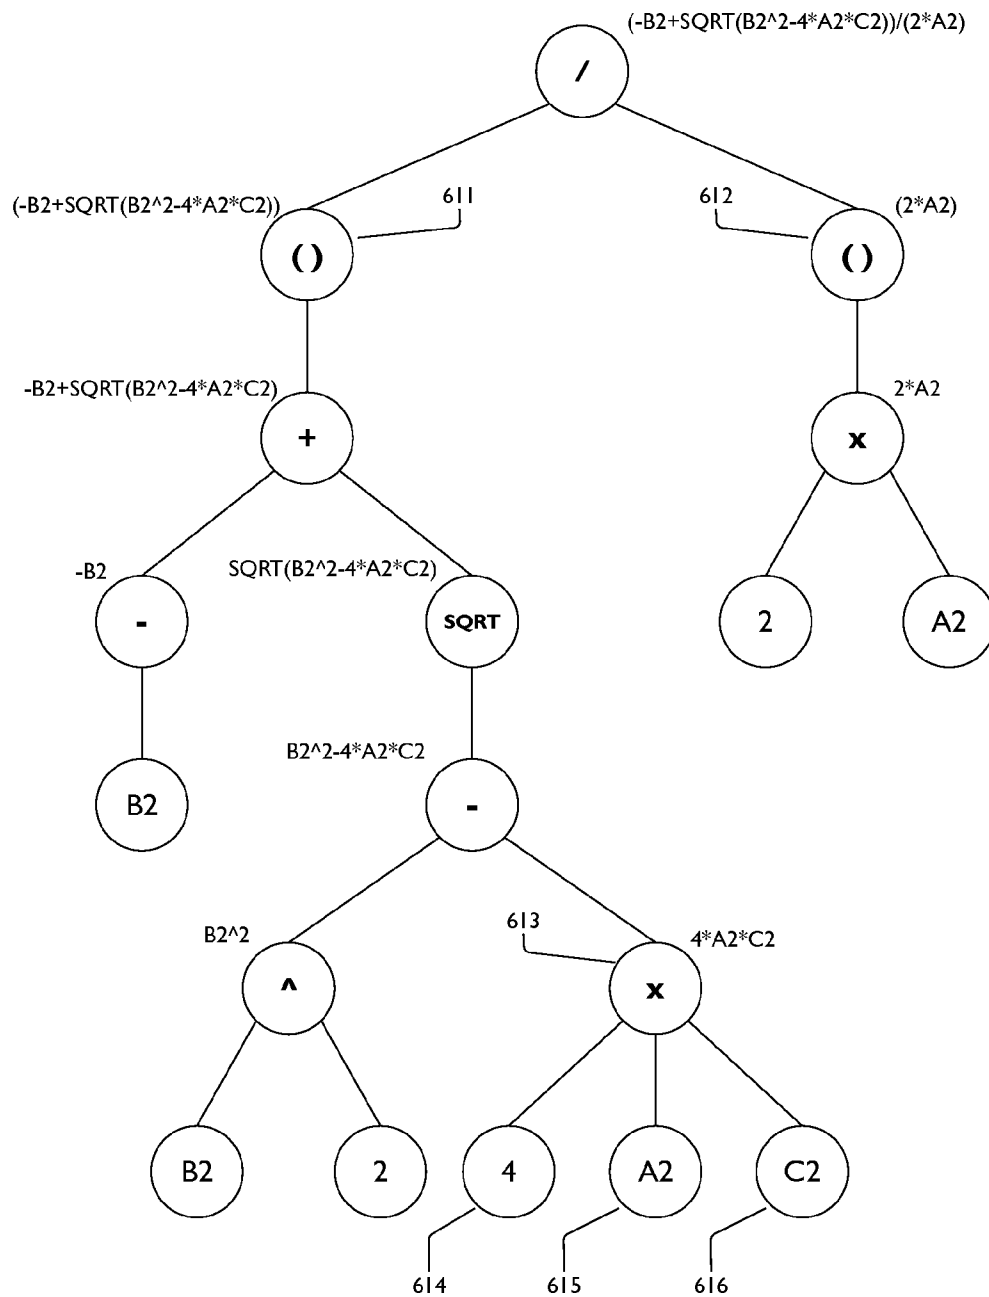 (-B2+SQRT(B2^2-4*A2*C2))/(2*A2)
/
(-B2+SQRT(B2^2-4*A2*C2))
611
612
(2*A2)
()
()
-B2+SQRT(B2^2-4*A2*C2)
2*A2
+
x
-B2
SQRT(B2^2-4*A2*C2)
-
SQRT
2
A2
B2^2-4*A2*C2
B2
-
B2^2
613
4*A2*C2
^
x
B2
2
4
A2
C2
614
615
616